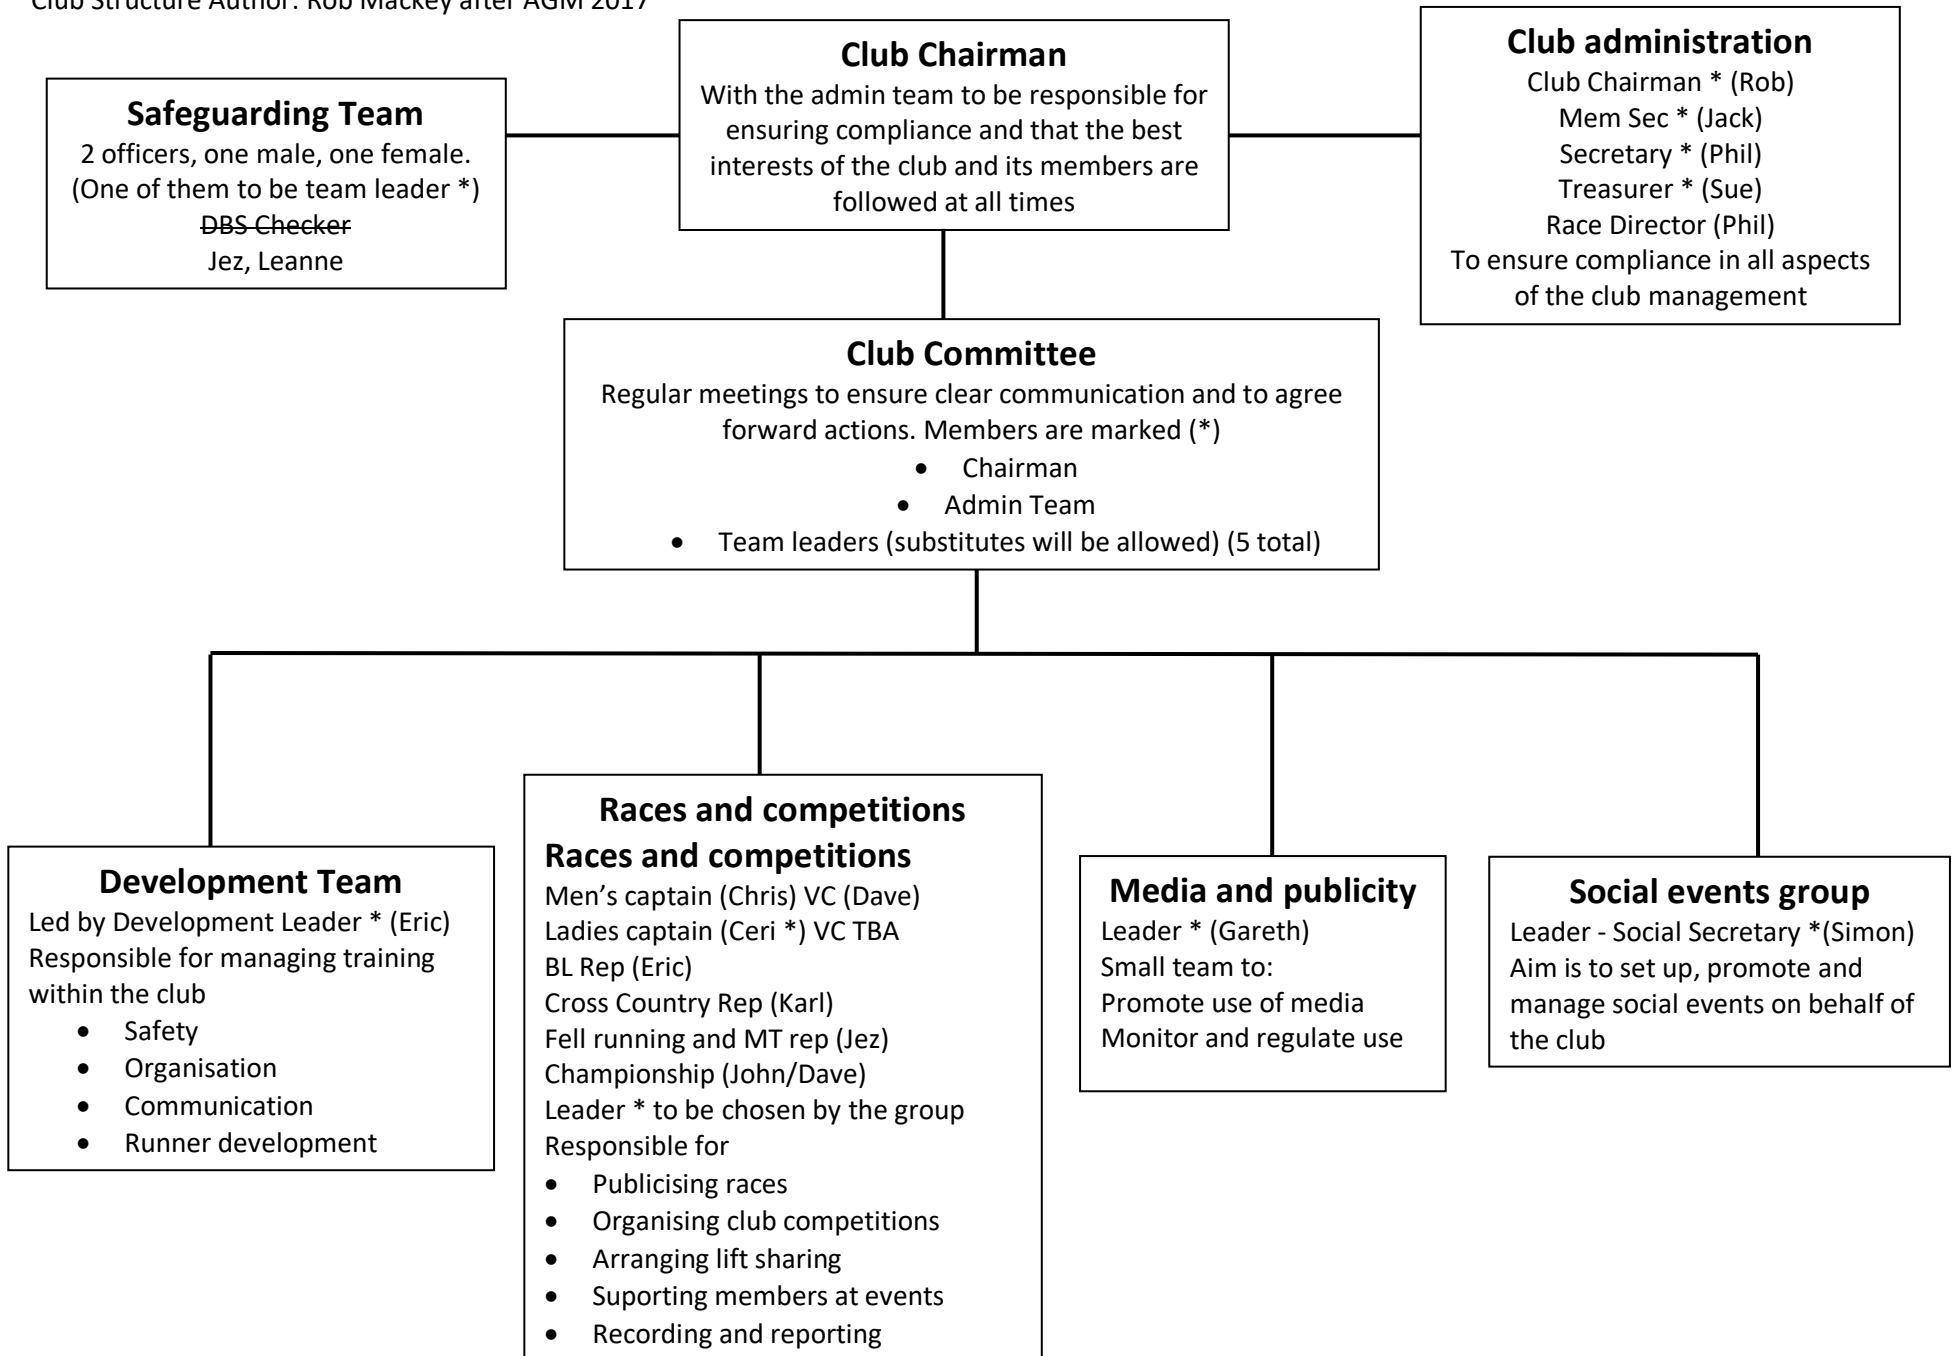 Club Structure Author: Rob Mackey after AGM 2017
Club Chairman
With the admin team to be responsible for
ensuring compliance and that the best
interests of the club and its members are
followed at all times
Club administration
Club Chairman * (Rob)
Mem Sec * (Jack)
Secretary * (Phil)
Treasurer * (Sue)
Race Director (Phil)
To ensure compliance in all aspects
of the club management
Safeguarding Team
2 officers, one male, one female.
(One of them to be team leader *)
DBS Checker
Jez, Leanne
Club Committee
Regular meetings to ensure clear communication and to agree
forward actions. Members are marked (*)
• Chairman
• Admin Team
• Team leaders (substitutes will be allowed) (5 total)
Development Team
Led by Development Leader * (Eric)
Responsible for managing training
within the club
• Safety
• Organisation
• Communication
• Runner development
Races and competitions
Races and competitions
Men’s captain (Chris) VC (Dave)
Ladies captain (Ceri *) VC TBA
BL Rep (Eric)
Cross Country Rep (Karl)
Fell running and MT rep (Jez)
Championship (John/Dave)
Leader * to be chosen by the group
Responsible for
• Publicising races
• Organising club competitions
• Arranging lift sharing
• Suporting members at events
• Recording and reporting
Media and publicity
Leader * (Gareth)
Small team to:
Promote use of media
Monitor and regulate use
Social events group
Leader - Social Secretary *(Simon)
Aim is to set up, promote and
manage social events on behalf of
the club